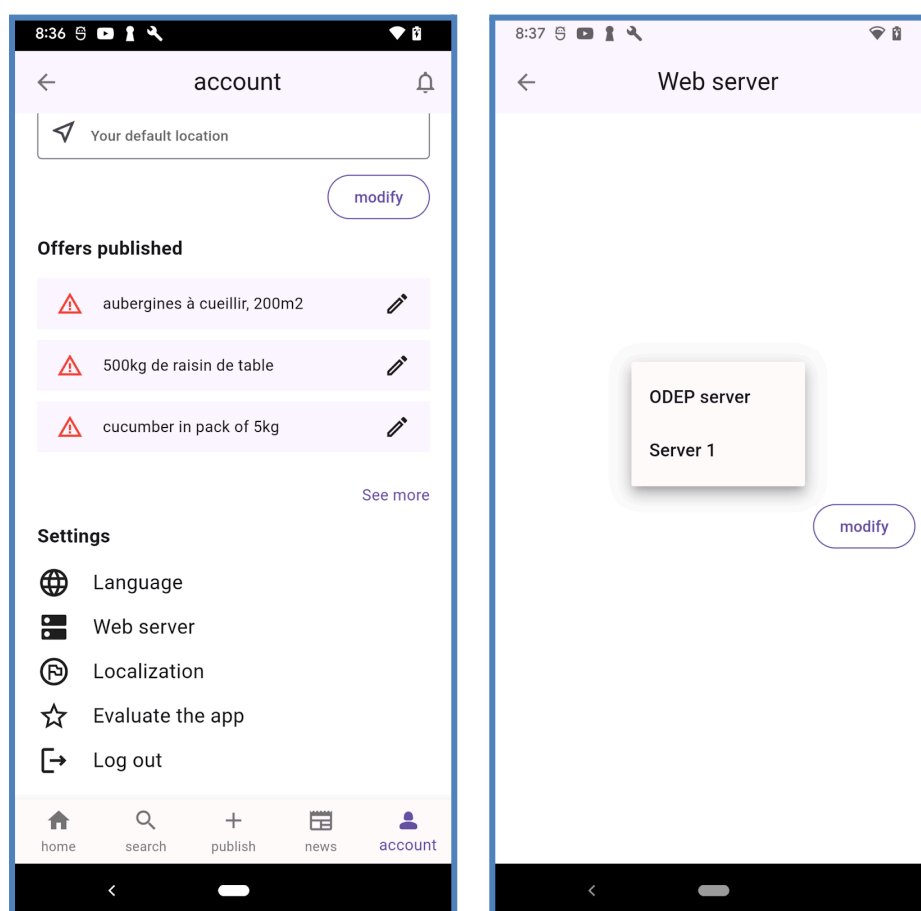 8:36
account
Your default location
modify
Offers published
aubergines à cueillir, 200m2
500kg de raisin de table
cucumber in pack of 5kg
See more
Settings
Language
Web server
Localization
Evaluate the app
Log out
home search publish news account
8:37
Web server
ODEP server
Server 1
modify